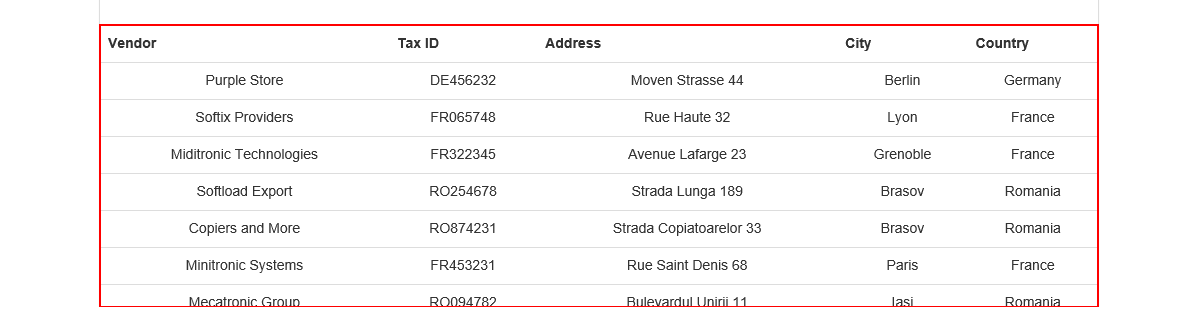 Vendor Tax ID Address City Country
Purple Store DE456232 Moven Strasse 44 Berlin Germany
Softix Providers FR065748 Rue Haute 32 Lyon France
Miditronic Technologies FR322345 Avenue Lafarge 23 Grenoble France
Softload Export RO254678 Strada Lunga 189 Brasov Romania
Copiers and More RO874231 Strada Copiatoarelor 33 Brasov Romania
Minitronic Systems FR453231 Rue Saint Denis 68 Paris France
Mecatronic Group RO094782 Bulevardul Unirii 11 Iasi Romania